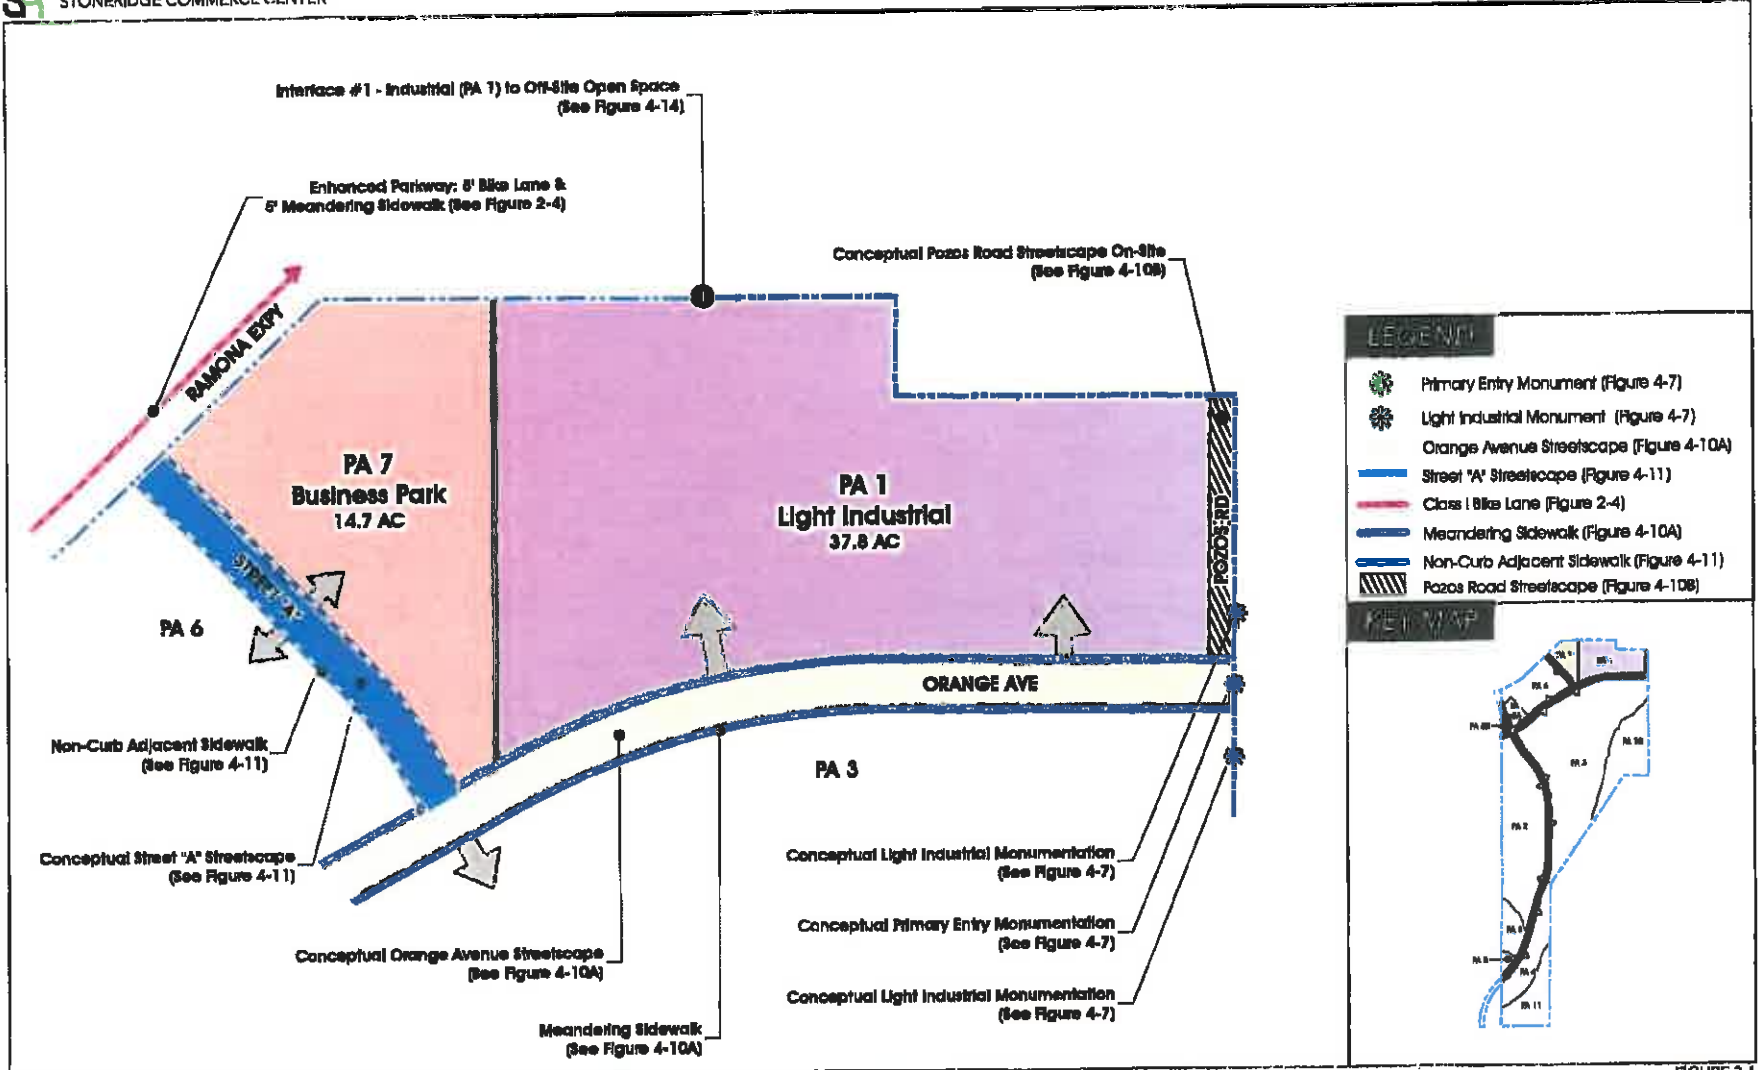 STONERIDGE COMMERCE CENTER
Interface #1 - Industrial (PA 1) to Off-Site Open Space
(See Figure 4-14)
Enhanced Parkway: 8' Bike Lane &
5' Meandering Sidewalk (See Figure 2-4)
Conceptual Pozos Road Streetscape On-Site
(See Figure 4-10B)
RAMONA EXPY
PA 7
Business Park
14.7 AC
PA 1
Light Industrial
37.8 AC
POZOS RD
STREET "A"
PA 6
ORANGE AVE
PA 3
Non-Curb Adjacent Sidewalk
(See Figure 4-11)
Conceptual Street "A" Streetscape
(See Figure 4-11)
Conceptual Orange Avenue Streetscape
(See Figure 4-10A)
Meandering Sidewalk
(See Figure 4-10A)
Conceptual Light Industrial Monumentation
(See Figure 4-7)
Conceptual Primary Entry Monumentation
(See Figure 4-7)
Conceptual Light Industrial Monumentation
(See Figure 4-7)
LEGEND
Primary Entry Monument (Figure 4-7)
Light Industrial Monument (Figure 4-7)
Orange Avenue Streetscape (Figure 4-10A)
Street "A" Streetscape (Figure 4-11)
Class I Bike Lane (Figure 2-4)
Meandering Sidewalk (Figure 4-10A)
Non-Curb Adjacent Sidewalk (Figure 4-11)
Pozos Road Streetscape (Figure 4-10B)
KEY MAP
PA 6
PA 3
PA 2
PA 11